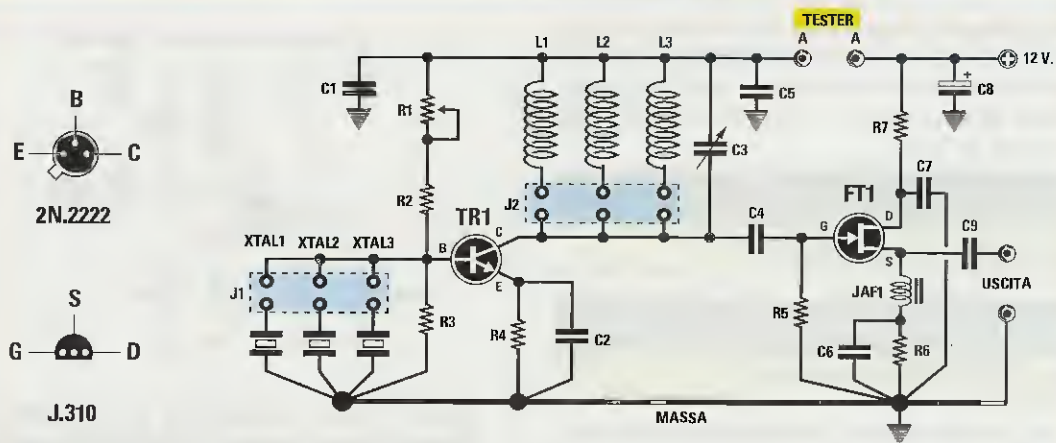 TESTER
A A
L1 L2 L3
12 V.
+
C8
C1
R1
C5
C3
R7
B
E C
2N.2222
R2
J2
TR1
C
B
E
C4
FT1
G
D
S
C7
C9
XTAL1 XTAL2 XTAL3
J1
R3
R4
C2
R5
JAF1
USCITA
C6
R6
S
G D
J.310
MASSA